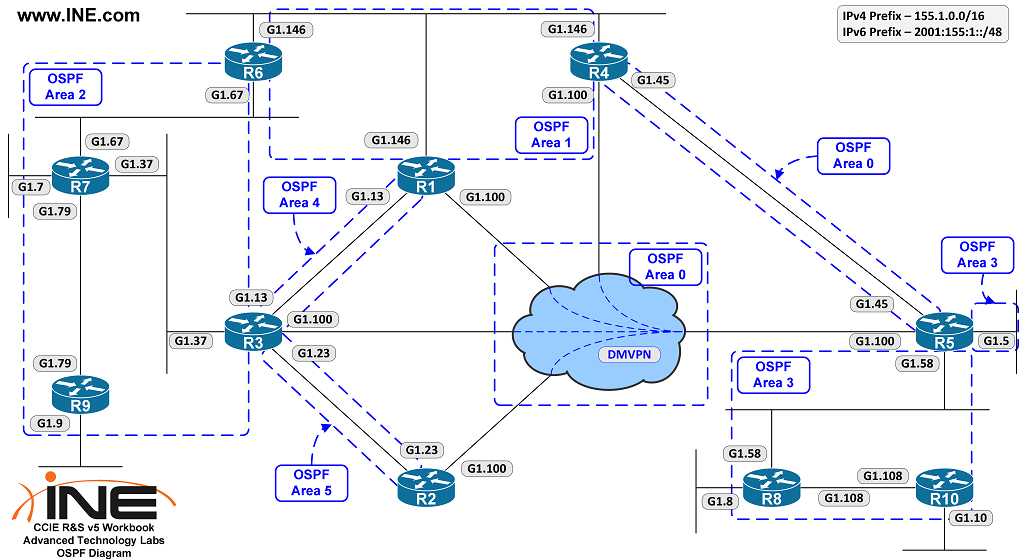 www.INE.com
IPv4 Prefix – 155.1.0.0/16
IPv6 Prefix – 2001:155:1::/48
G1.146
G1.146
R6
R4
OSPF
Area 2
G1.67
G1.45
G1.100
OSPF
Area 1
G1.67
G1.146
G1.37
OSPF
Area 0
R7
G1.7
R1
OSPF
Area 4
G1.13
G1.100
G1.79
OSPF
Area 0
OSPF
Area 3
G1.13
G1.45
G1.100
R3
R5
G1.37
G1.100
G1.5
G1.23
DMVPN
G1.58
G1.79
OSPF
Area 3
R9
G1.9
G1.23
G1.58
G1.100
OSPF
Area 5
R2
G1.108
R8
R10
G1.8
G1.108
G1.10
INE
CCIE R&S v5 Workbook
Advanced Technology Labs
OSPF Diagram